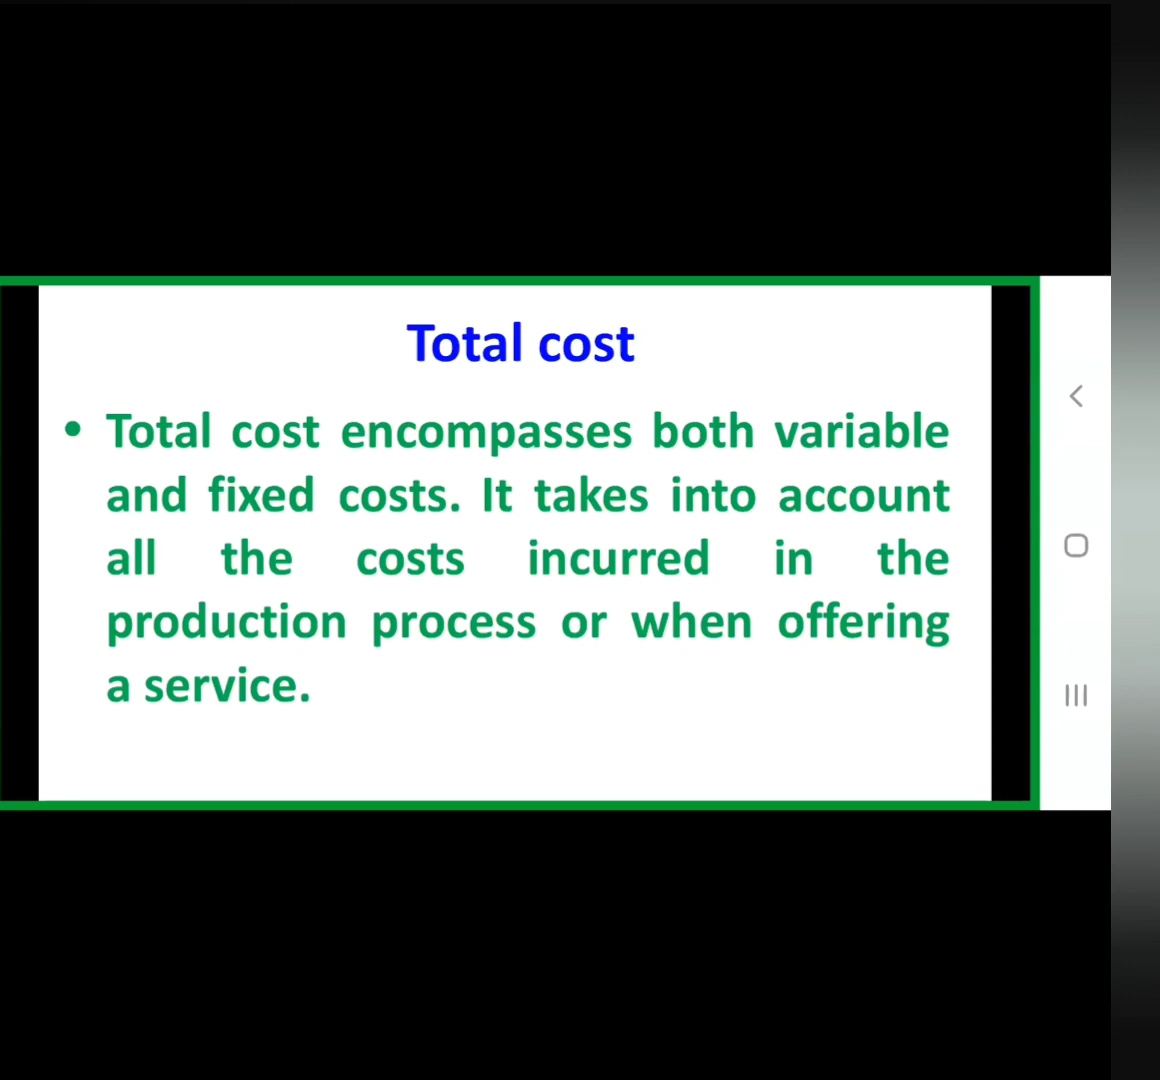 Total cost
• Total cost encompasses both variable
and fixed costs. It takes into account
all the costs incurred in the
production process or when offering
a service.